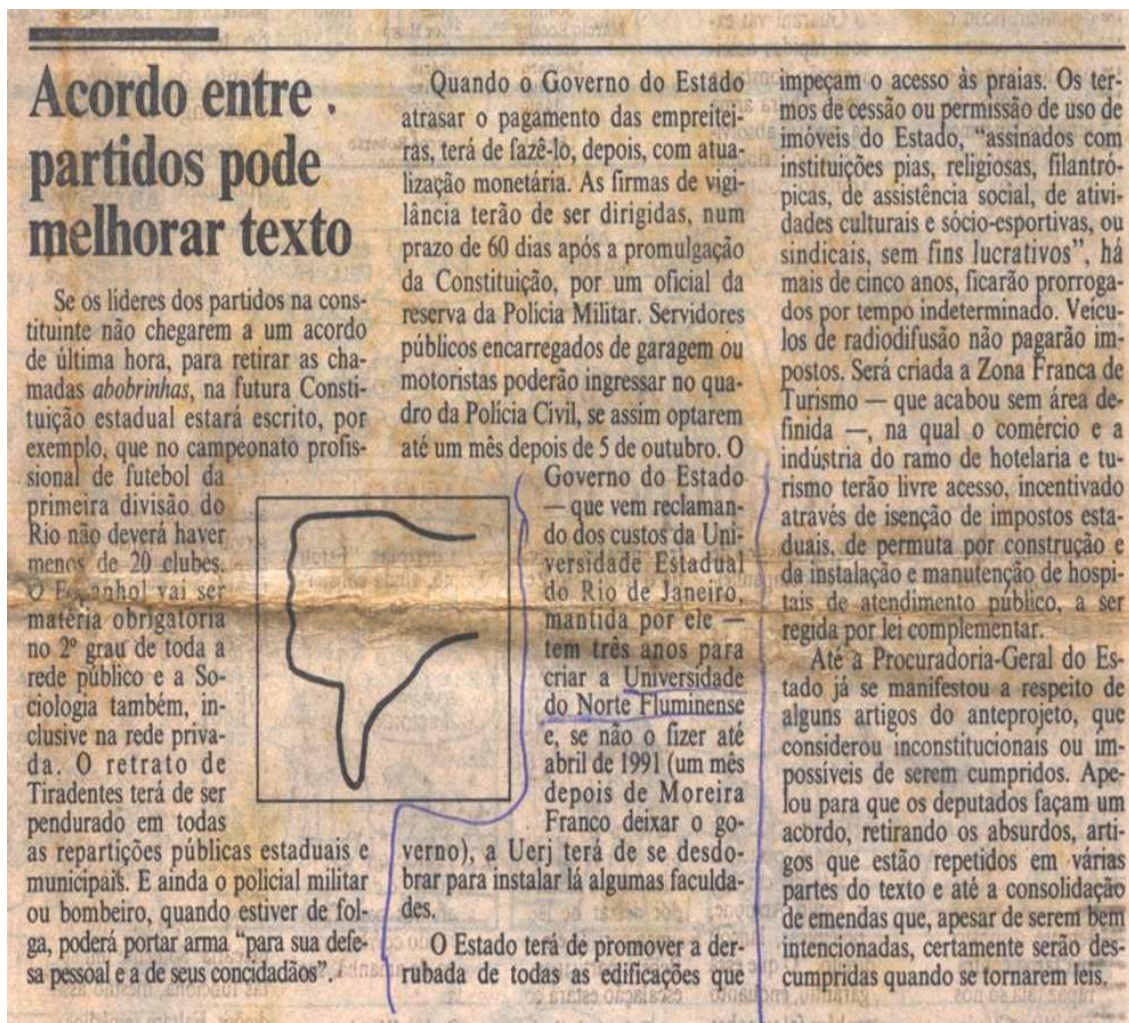 Acordo entre
partidos pode
melhorar texto
Se os líderes dos partidos na cons-
tituinte não chegarem a um acordo
de última hora, para retirar as cha-
madas abobrinhas, na futura Consti-
tuição estadual estará escrito, por
exemplo, que no campeonato profis-
sional de futebol da
primeira divisão do
Rio não deverá haver
menos de 20 clubes.
O Espanhol vai ser
matéria obrigatória
no 2º grau de toda a
rede público e a So-
ciologia também, in-
clusive na rede priva-
da. O retrato de
Tiradentes terá de ser
pendurado em todas
as repartições públicas estaduais e
municipais. E ainda o policial militar
ou bombeiro, quando estiver de fol-
ga, poderá portar arma “para sua defe-
sa pessoal e a de seus concidadãos”.
Quando o Governo do Estado
atrasar o pagamento das empreitei-
ras, terá de fazê-lo, depois, com atua-
lização monetária. As firmas de vigi-
lância terão de ser dirigidas, num
prazo de 60 dias após a promulgação
da Constituição, por um oficial da
reserva da Polícia Militar. Servidores
públicos encarregados de garagem ou
motoristas poderão ingressar no qua-
dro da Polícia Civil, se assim optarem
até um mês depois de 5 de outubro. O
Governo do Estado
— que vem reclaman-
do dos custos da Uni-
versidade Estadual
do Rio de Janeiro,
mantida por ele —
tem três anos para
criar a Universidade
do Norte Fluminense
e, se não o fizer até
abril de 1991 (um mês
depois de Moreira
Franco deixar o go-
verno), a Uerj terá de se desdo-
brar para instalar lá algumas faculda-
des.
O Estado terá de promover a der-
rubada de todas as edificações que
impeçam o acesso às praias. Os ter-
mos de cessão ou permissão de uso de
imóveis do Estado, “assinados com
instituições pias, religiosas, filantró-
picas, de assistência social, de ativi-
dades culturais e sócio-esportivas, ou
sindicais, sem fins lucrativos”, há
mais de cinco anos, ficarão prorroga-
dos por tempo indeterminado. Veícu-
los de radiodifusão não pagarão im-
postos. Será criada a Zona Franca de
Turismo — que acabou sem área de-
finida —, na qual o comércio e a
indústria do ramo de hotelaria e tu-
rismo terão livre acesso, incentivado
através de isenção de impostos esta-
duais, de permuta por construção e
da instalação e manutenção de hospi-
tais de atendimento público, a ser
regida por lei complementar.
Até a Procuradoria-Geral do Es-
tado já se manifestou a respeito de
alguns artigos do anteprojeto, que
considerou inconstitucionais ou im-
possíveis de serem cumpridos. Ape-
lou para que os deputados façam um
acordo, retirando os absurdos, arti-
gos que estão repetidos em várias
partes do texto e até a consolidação
de emendas que, apesar de serem bem
intencionadas, certamente serão des-
cumpridas quando se tornarem leis.